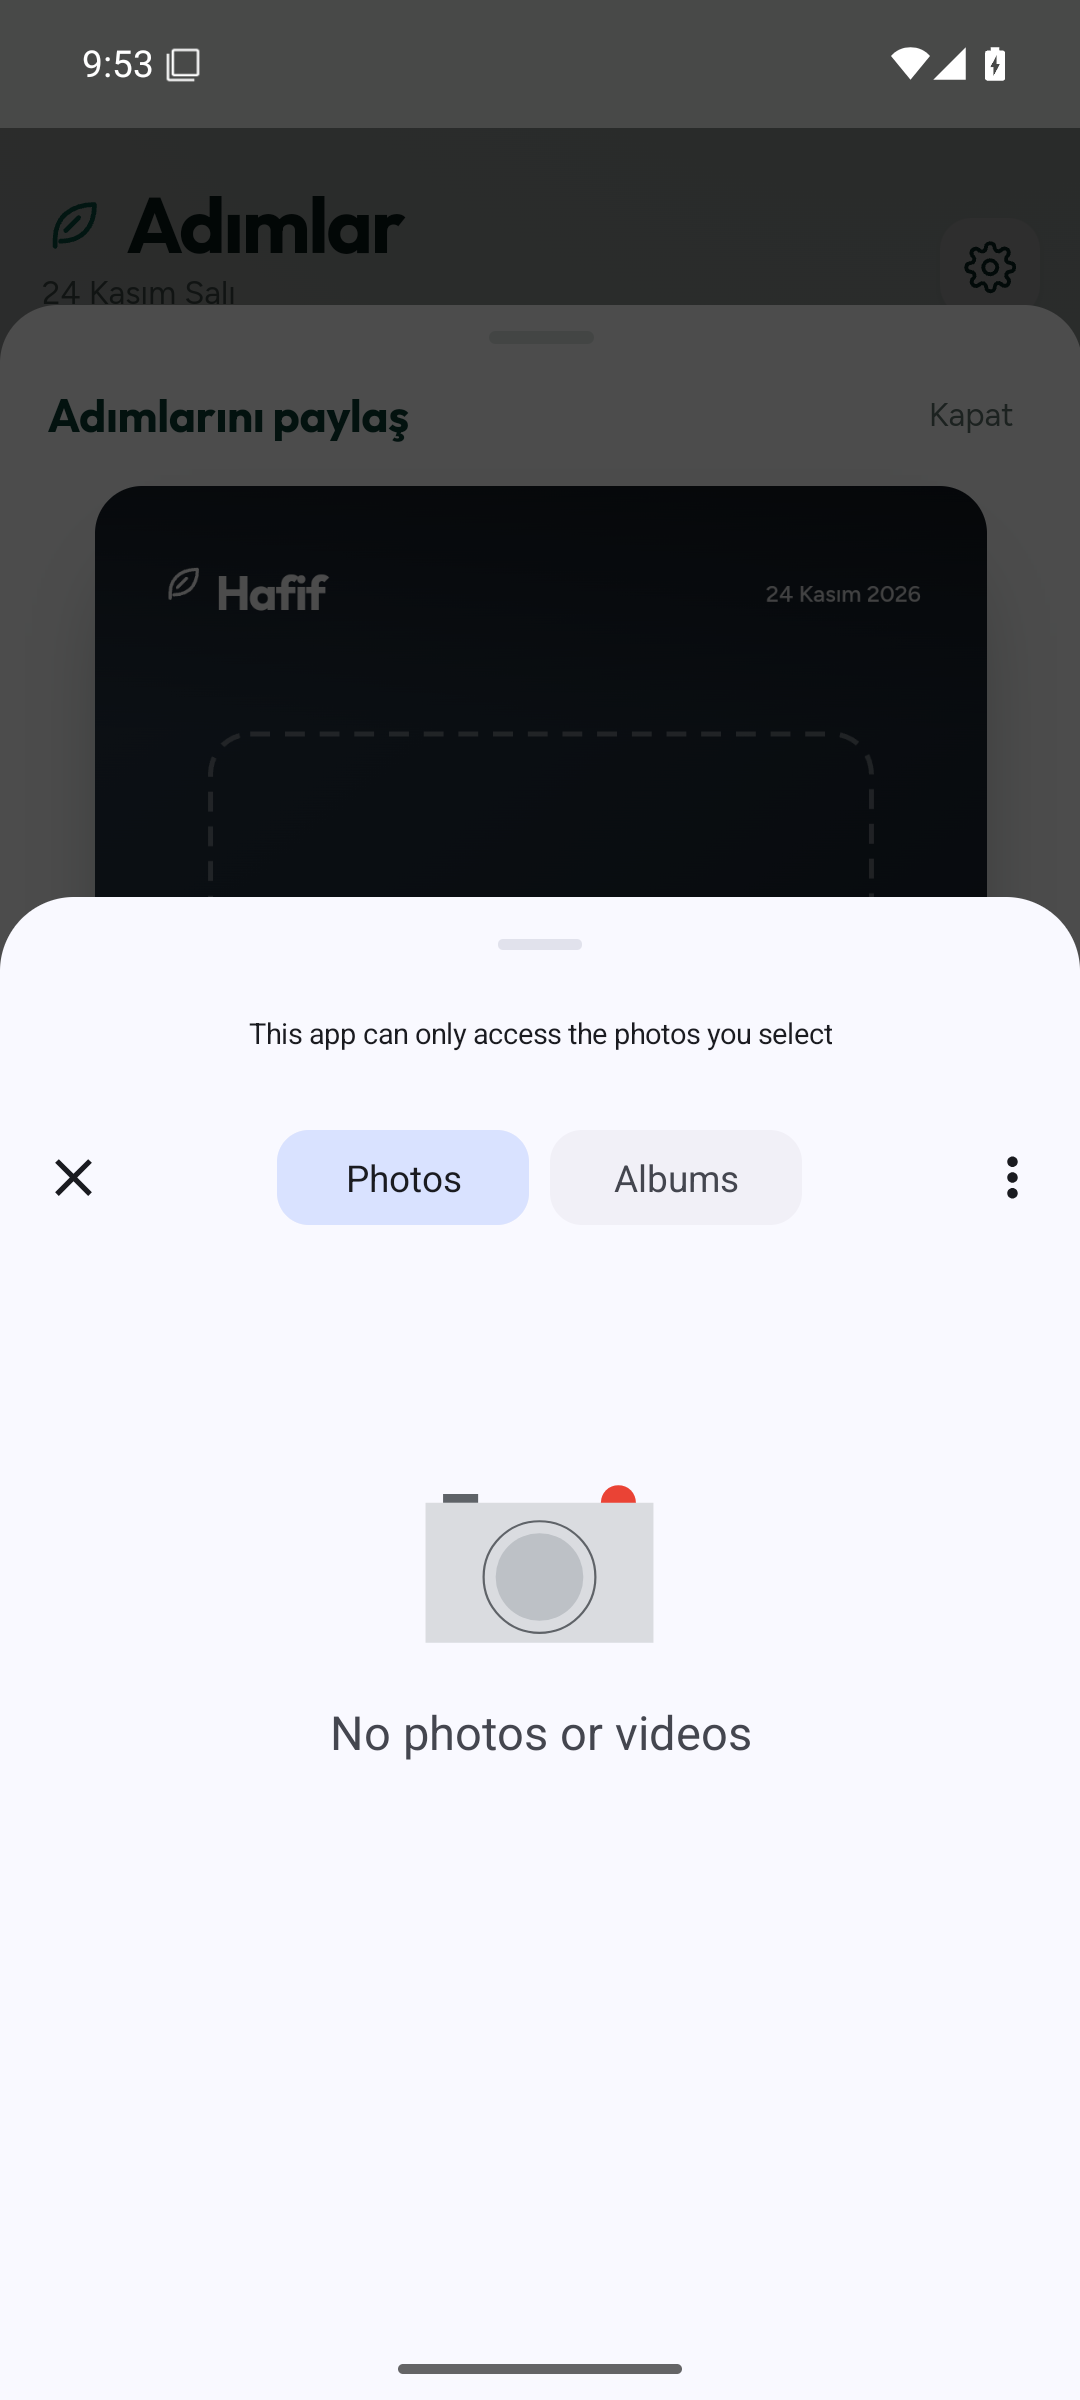 9:53
Adımlar
24 Kasım Salı
Adımlarını paylaş
Kapat
Hafif
24 Kasım 2026
This app can only access the photos you select
Photos
Albums
No photos or videos